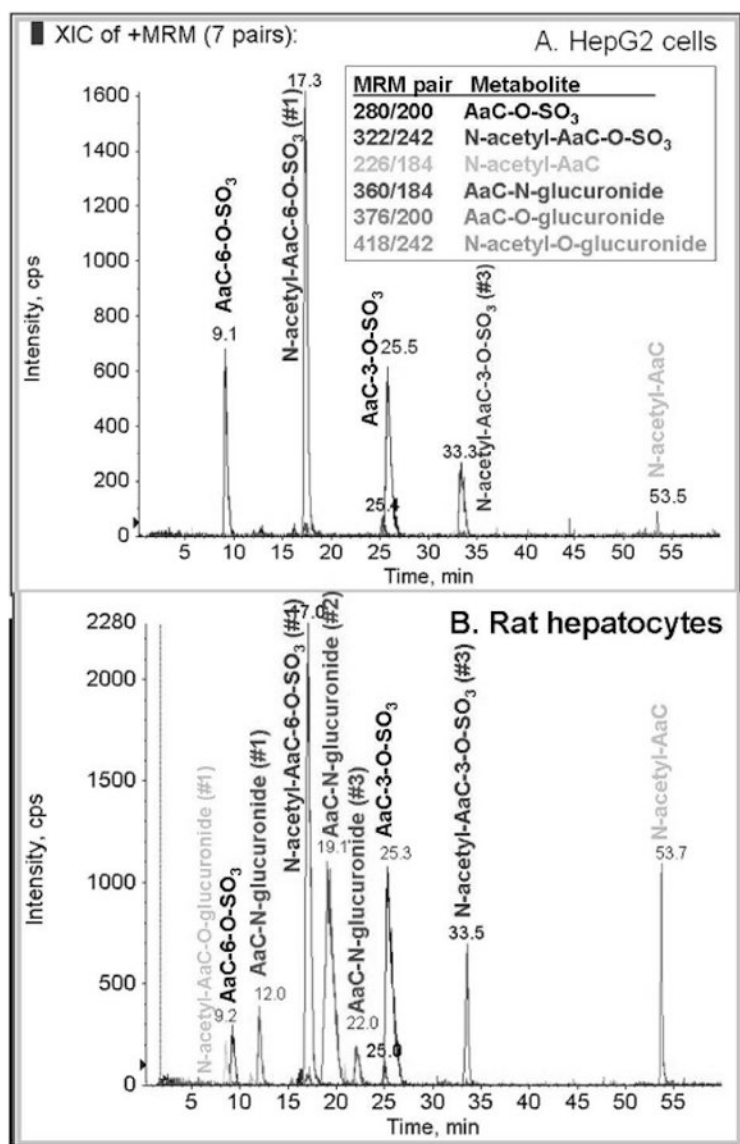 XIC of +MRM (7 pairs):
A. HepG2 cells
MRM pair Metabolite
280/200 AaC-O-SO3
322/242 N-acetyl-AaC-O-SO3
226/184 N-acetyl-AaC
360/184 AaC-N-glucuronide
376/200 AaC-O-glucuronide
418/242 N-acetyl-O-glucuronide
Intensity, cps
1600
1400
1200
1000
800
600
400
200
0
AaC-6-O-SO3
9.1
N-acetyl-AaC-6-O-SO3 (#1)
17.3
AaC-3-O-SO3
25.5
25.4
N-acetyl-AaC-3-O-SO3 (#3)
33.3
N-acetyl-AaC
53.5
5 10 15 20 25 30 35 40 45 50 55
Time, min
B. Rat hepatocytes
Intensity, cps
2280
2000
1500
1000
500
0
N-acetyl-AaC-O-glucuronide (#1)
AaC-6-O-SO3
9.2
AaC-N-glucuronide (#1)
12.0
N-acetyl-AaC-6-O-SO3 (#1)
17.0
AaC-N-glucuronide (#2)
19.1
AaC-N-glucuronide (#3)
22.0
AaC-3-O-SO3
25.3
25.0
N-acetyl-AaC-3-O-SO3 (#3)
33.5
N-acetyl-AaC
53.7
5 10 15 20 25 30 35 40 45 50 55
Time, min